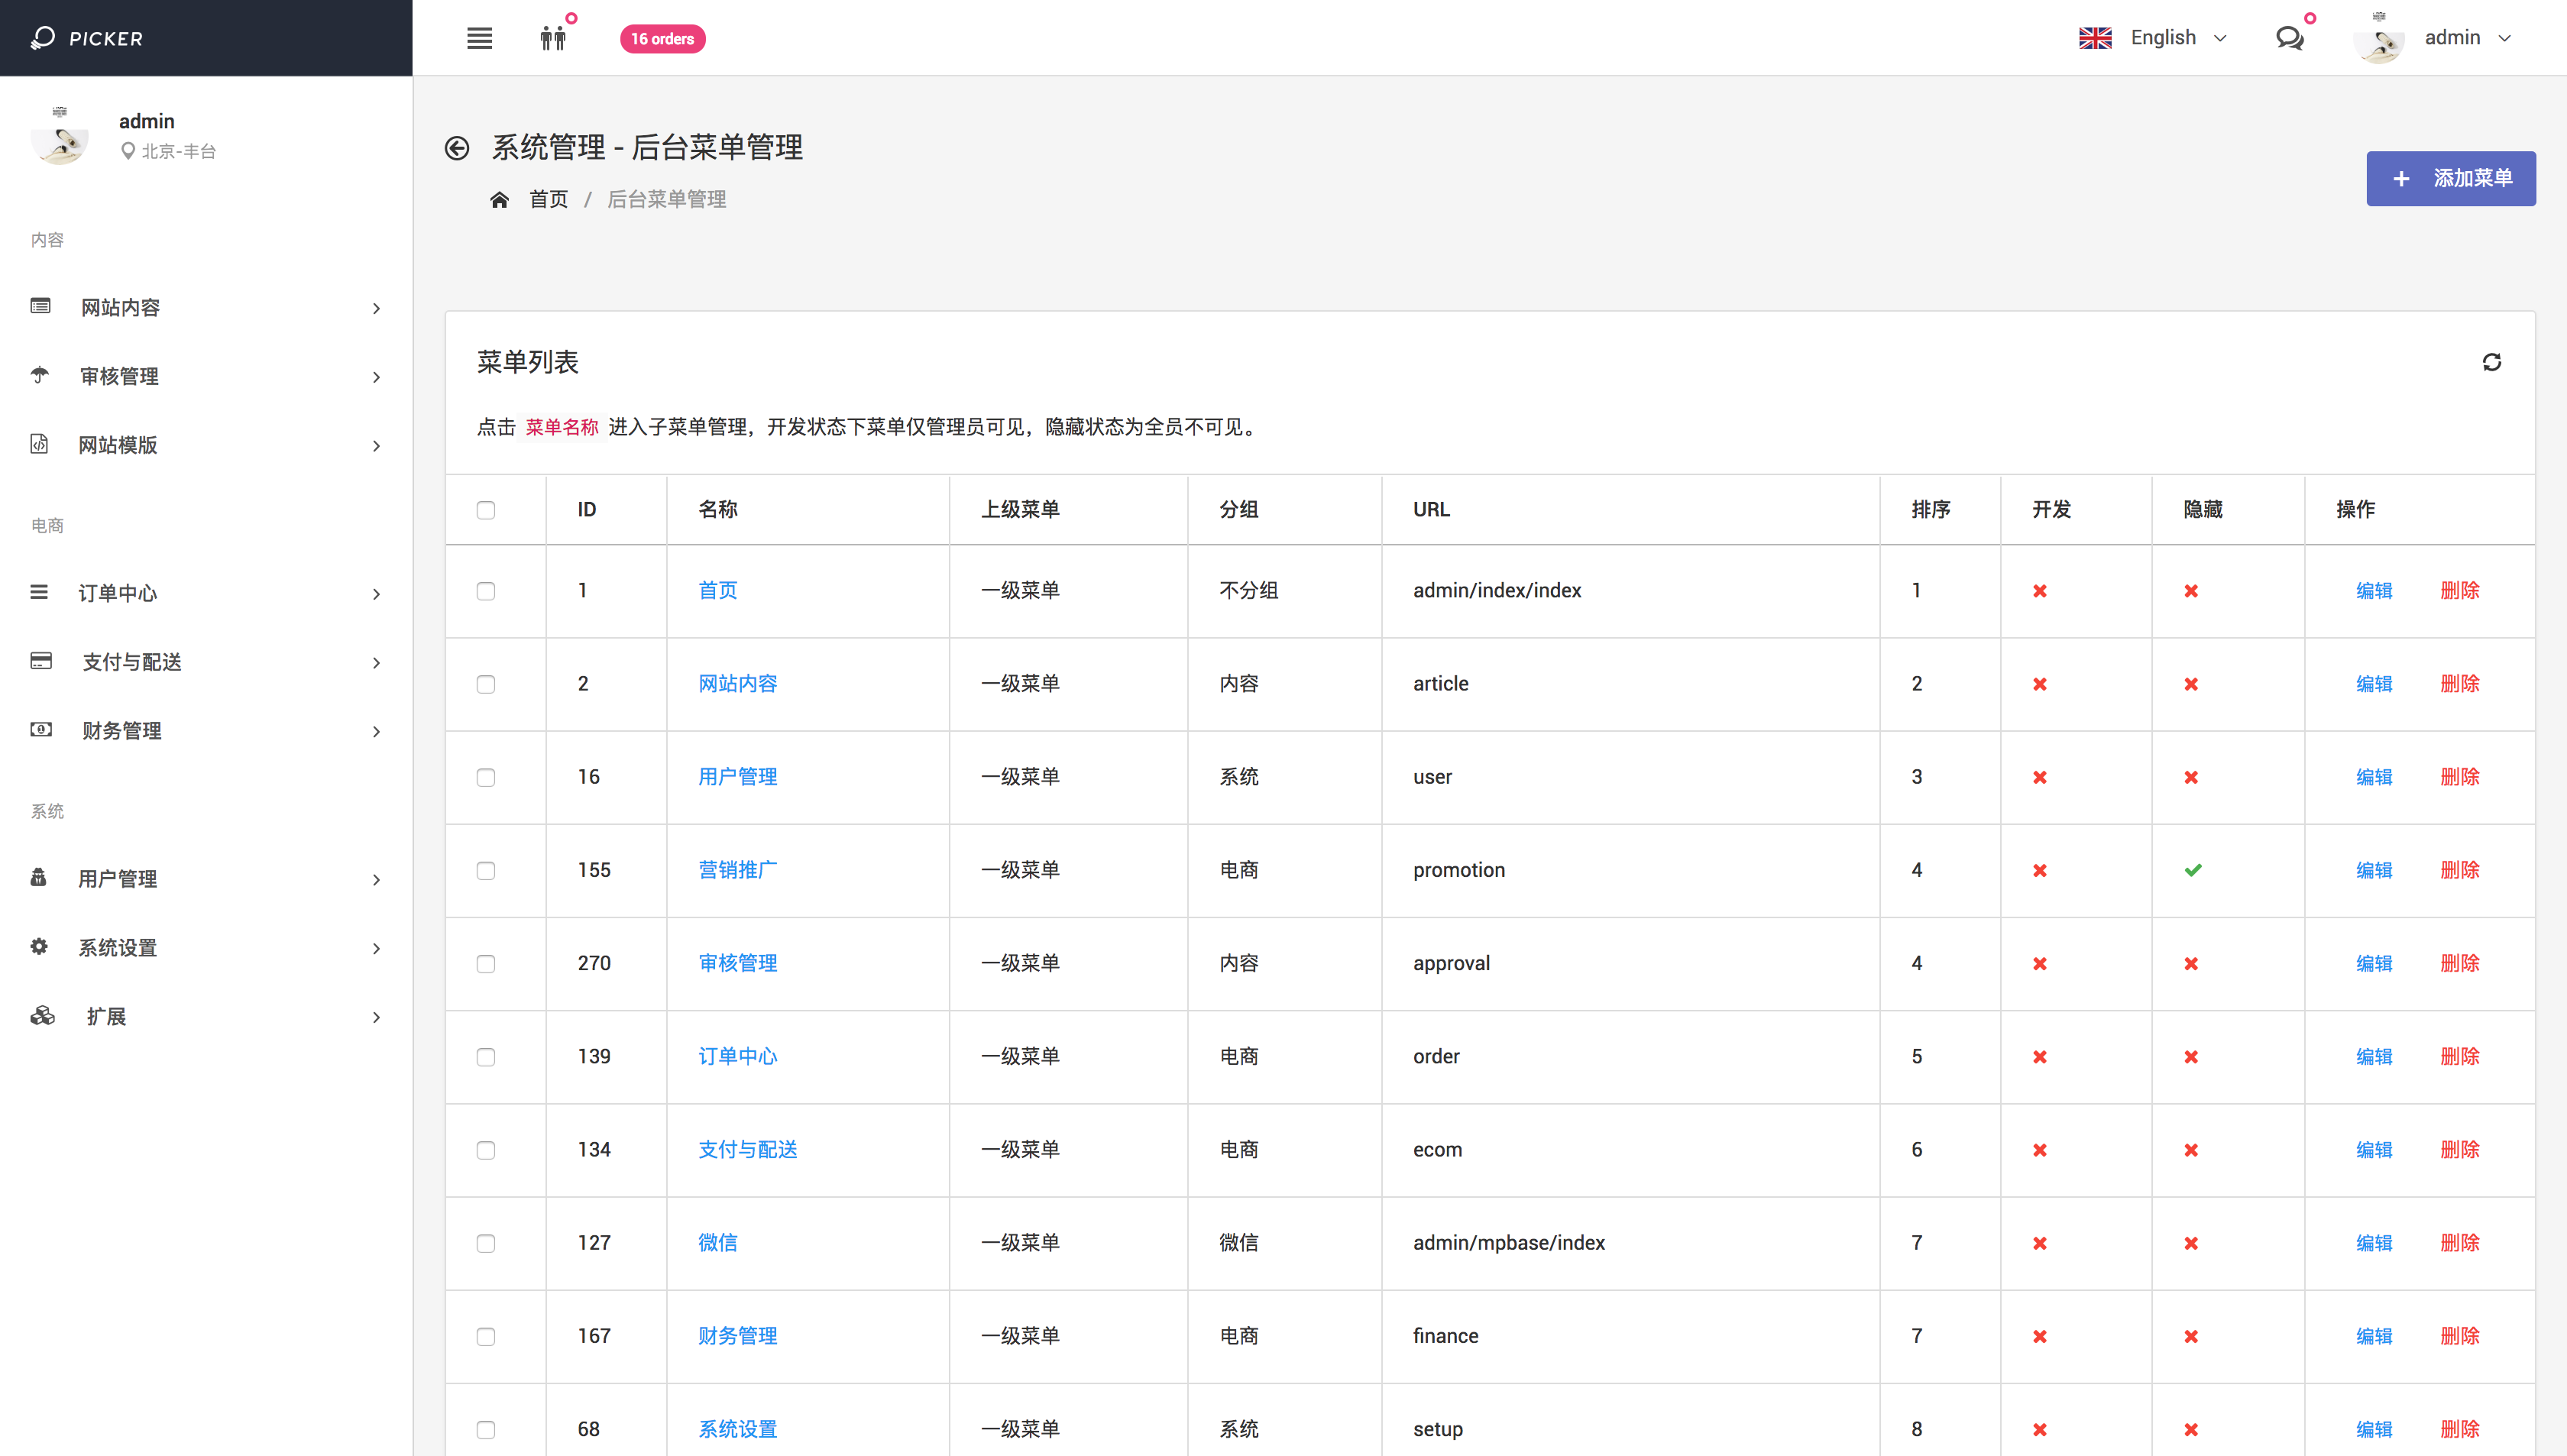 PICKER
16 orders
English
admin
admin
北京-丰台
内容
网站内容
审核管理
网站模版
电商
订单中心
支付与配送
财务管理
系统
用户管理
系统设置
扩展
系统管理 - 后台菜单管理
首页 / 后台菜单管理
+ 添加菜单
菜单列表
点击 菜单名称 进入子菜单管理，开发状态下菜单仅管理员可见，隐藏状态为全员不可见。
ID 名称 上级菜单 分组 URL 排序 开发 隐藏 操作
1 首页 一级菜单 不分组 admin/index/index 1 编辑 删除
2 网站内容 一级菜单 内容 article 2 编辑 删除
16 用户管理 一级菜单 系统 user 3 编辑 删除
155 营销推广 一级菜单 电商 promotion 4 编辑 删除
270 审核管理 一级菜单 内容 approval 4 编辑 删除
139 订单中心 一级菜单 电商 order 5 编辑 删除
134 支付与配送 一级菜单 电商 ecom 6 编辑 删除
127 微信 一级菜单 微信 admin/mpbase/index 7 编辑 删除
167 财务管理 一级菜单 电商 finance 7 编辑 删除
68 系统设置 一级菜单 系统 setup 8 编辑 删除